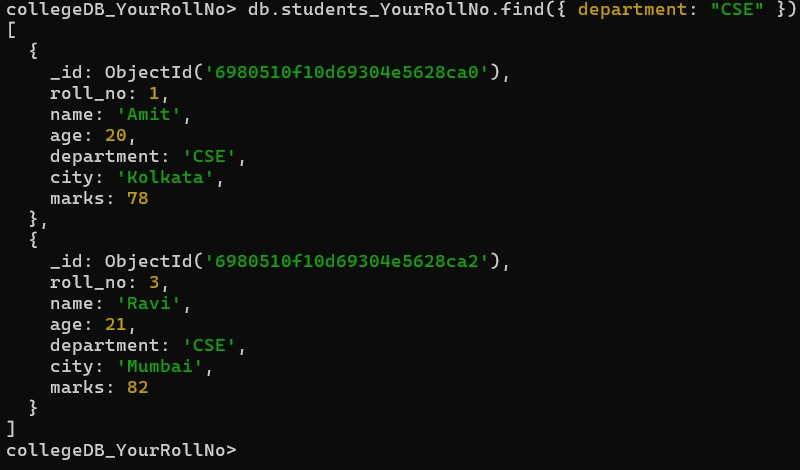 collegeDB_YourRollNo> db.students_YourRollNo.find({ department: "CSE" })
[
  {
    _id: ObjectId('6980510f10d69304e5628ca0'),
    roll_no: 1,
    name: 'Amit',
    age: 20,
    department: 'CSE',
    city: 'Kolkata',
    marks: 78
  },
  {
    _id: ObjectId('6980510f10d69304e5628ca2'),
    roll_no: 3,
    name: 'Ravi',
    age: 21,
    department: 'CSE',
    city: 'Mumbai',
    marks: 82
  }
]
collegeDB_YourRollNo>